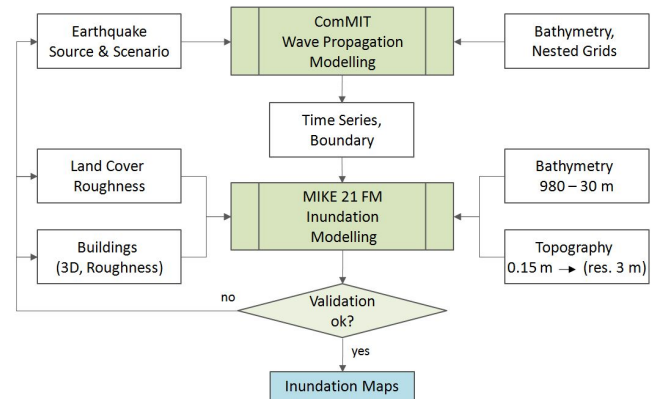 Earthquake
Source & Scenario
ComMIT
Wave Propagation
Modelling
Bathymetry,
Nested Grids
Time Series,
Boundary
Land Cover
Roughness
MIKE 21 FM
Inundation
Modelling
Bathymetry
980 – 30 m
Buildings
(3D, Roughness)
Topography
0.15 m → (res. 3 m)
no
Validation
ok?
yes
Inundation Maps